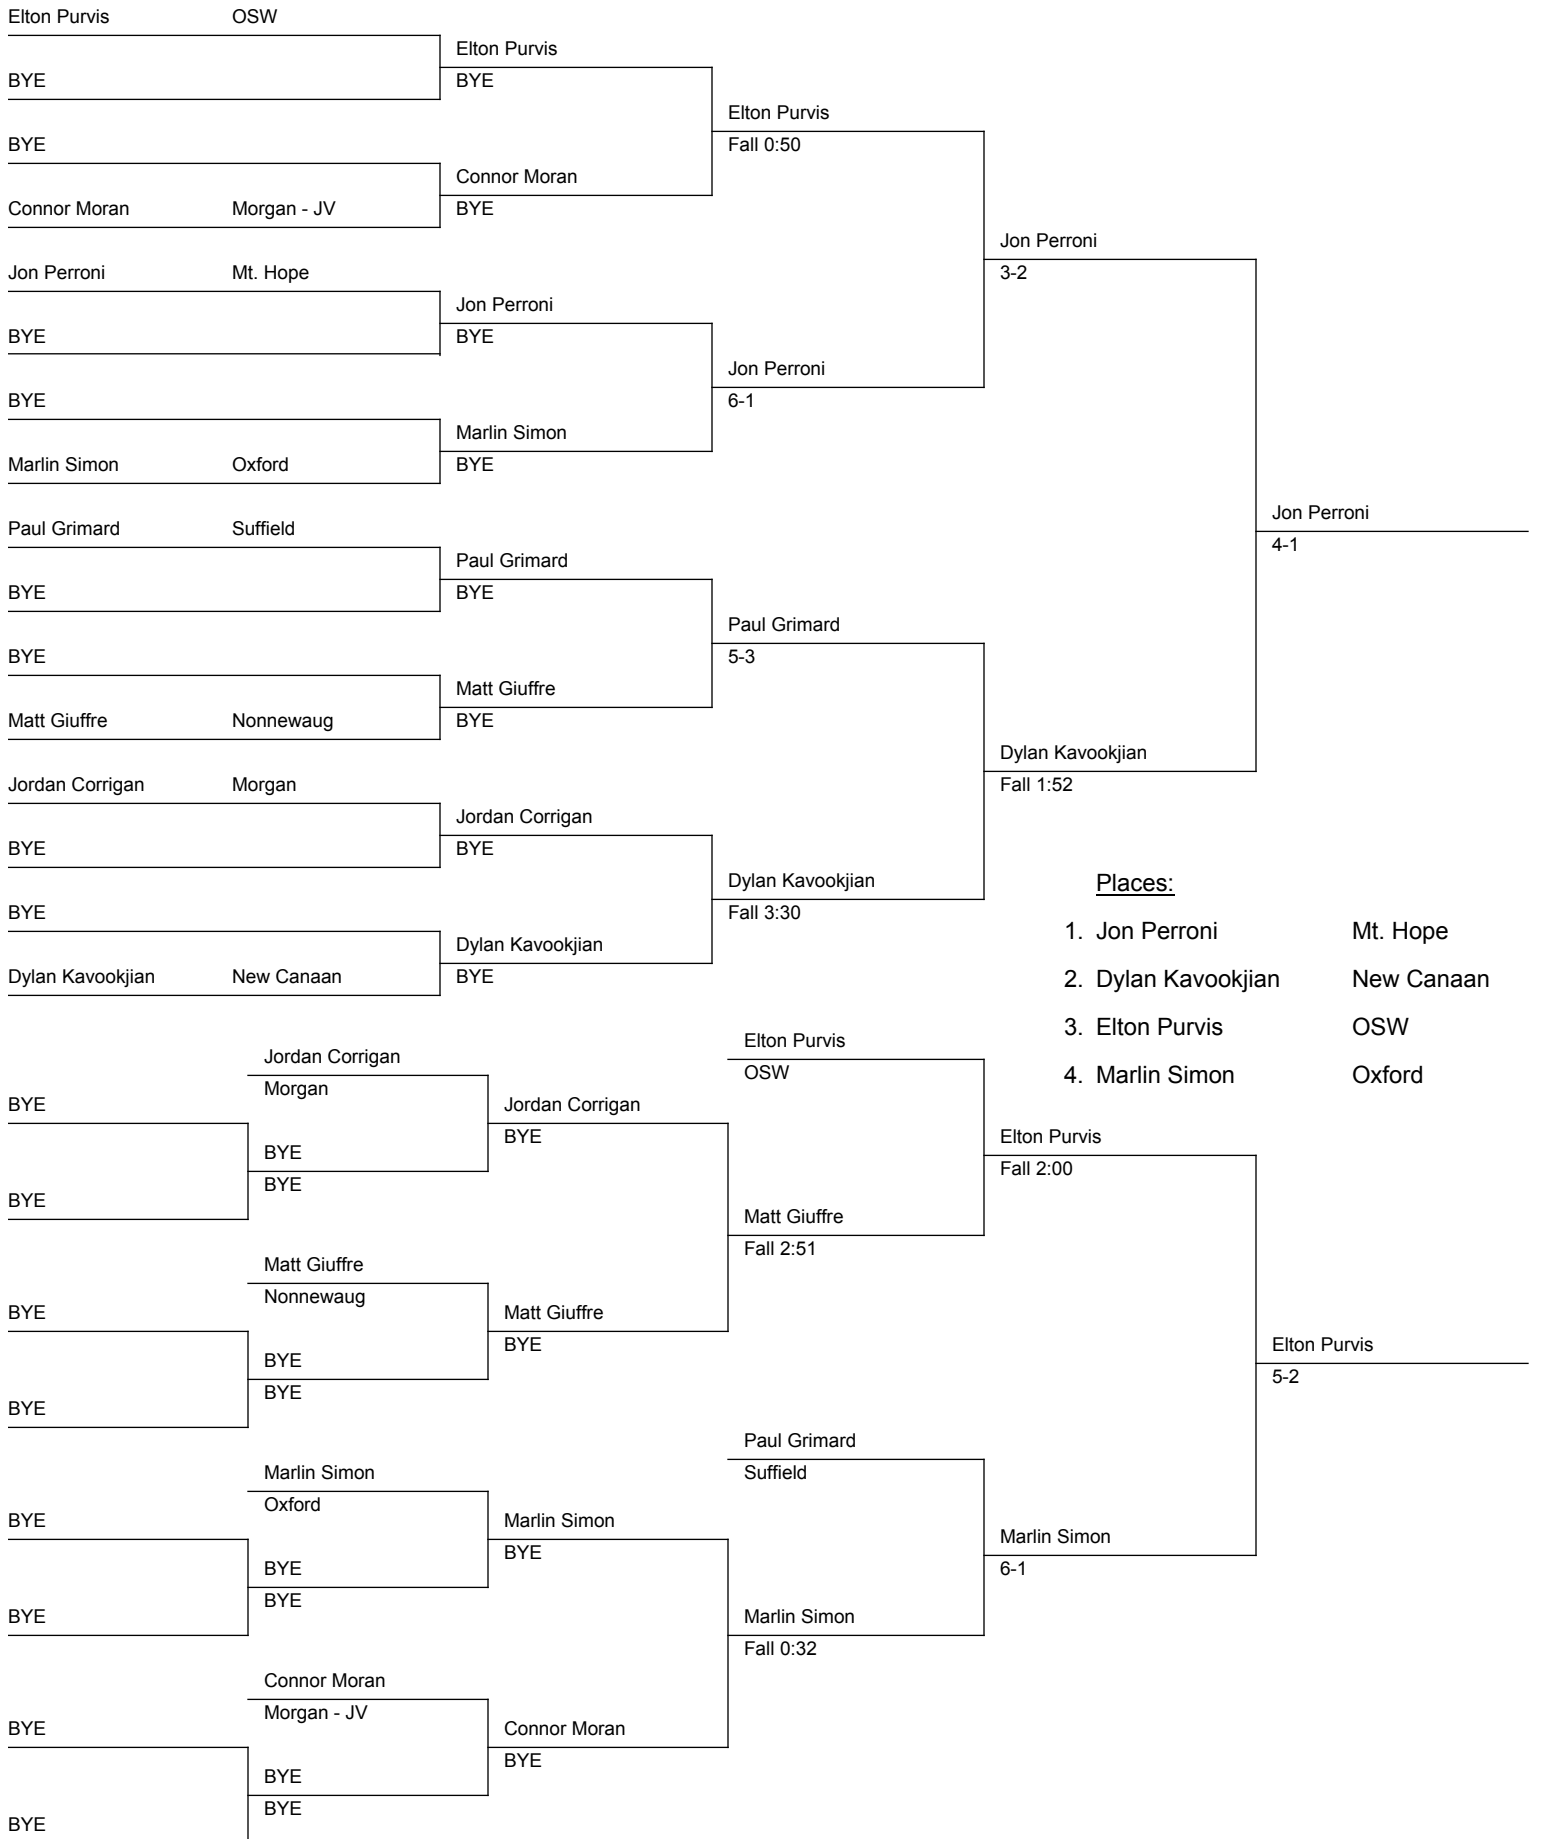 Elton Purvis OSW
Elton Purvis
BYE BYE
Elton Purvis
BYE Fall 0:50
Connor Moran
Connor Moran Morgan - JV BYE
Jon Perroni
Jon Perroni Mt. Hope 3-2
Jon Perroni
BYE BYE
Jon Perroni
BYE 6-1
Marlin Simon
Marlin Simon Oxford BYE
Jon Perroni
Paul Grimard Suffield 4-1
Paul Grimard
BYE BYE
Paul Grimard
BYE 5-3
Matt Giuffre
Matt Giuffre Nonnewaug BYE
Dylan Kavookjian
Jordan Corrigan Morgan Fall 1:52
Jordan Corrigan
BYE BYE
Dylan Kavookjian Places:
BYE Fall 3:30
1. Jon Perroni Mt. Hope
Dylan Kavookjian
Dylan Kavookjian New Canaan BYE
2. Dylan Kavookjian New Canaan
3. Elton Purvis OSW
Elton Purvis
Jordan Corrigan
OSW 4. Marlin Simon Oxford
Morgan
BYE Jordan Corrigan
BYE Elton Purvis
BYE
Fall 2:00
BYE
BYE
Matt Giuffre
Fall 2:51
Matt Giuffre
Nonnewaug
BYE Matt Giuffre
BYE Elton Purvis
BYE
5-2
BYE
BYE
Paul Grimard
Marlin Simon Suffield
Oxford
BYE Marlin Simon
Marlin Simon
BYE
BYE 6-1
BYE
BYE Marlin Simon
Fall 0:32
Connor Moran
Morgan - JV
BYE Connor Moran
BYE
BYE
BYE
BYE